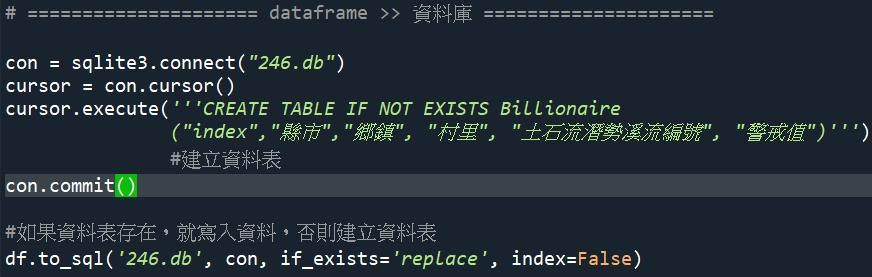 # ===================== dataframe >> 資料庫 =====================
con = sqlite3.connect("246.db")
cursor = con.cursor()
cursor.execute('''CREATE TABLE IF NOT EXISTS Billionaire
("index","縣市","鄉鎮", "村里", "土石流潛勢溪流編號", "警戒值")''')
#建立資料表
con.commit()
#如果資料表存在，就寫入資料，否則建立資料表
df.to_sql('246.db', con, if_exists='replace', index=False)